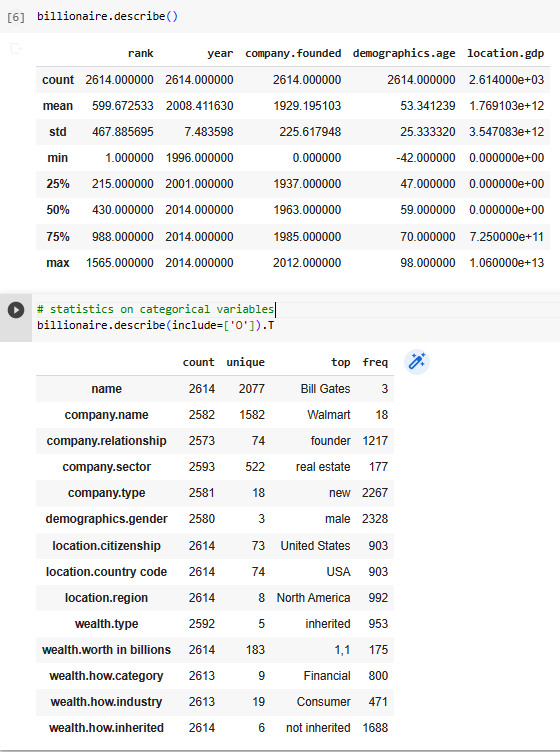 [6] billionaire.describe()
rank year company.founded demographics.age location.gdp
count 2614.000000 2614.000000 2614.000000 2614.000000 2.614000e+03
mean 599.672533 2008.411630 1929.195103 53.341239 1.769103e+12
std 467.885695 7.483598 225.617948 25.333320 3.547083e+12
min 1.000000 1996.000000 0.000000 -42.000000 0.000000e+00
25% 215.000000 2001.000000 1937.000000 47.000000 0.000000e+00
50% 430.000000 2014.000000 1963.000000 59.000000 0.000000e+00
75% 988.000000 2014.000000 1985.000000 70.000000 7.250000e+11
max 1565.000000 2014.000000 2012.000000 98.000000 1.060000e+13
# statistics on categorical variables
billionaire.describe(include=['O']).T
count unique top freq
name 2614 2077 Bill Gates 3
company.name 2582 1582 Walmart 18
company.relationship 2573 74 founder 1217
company.sector 2593 522 real estate 177
company.type 2581 18 new 2267
demographics.gender 2580 3 male 2328
location.citizenship 2614 73 United States 903
location.country code 2614 74 USA 903
location.region 2614 8 North America 992
wealth.type 2592 5 inherited 953
wealth.worth in billions 2614 183 1,1 175
wealth.how.category 2613 9 Financial 800
wealth.how.industry 2613 19 Consumer 471
wealth.how.inherited 2614 6 not inherited 1688